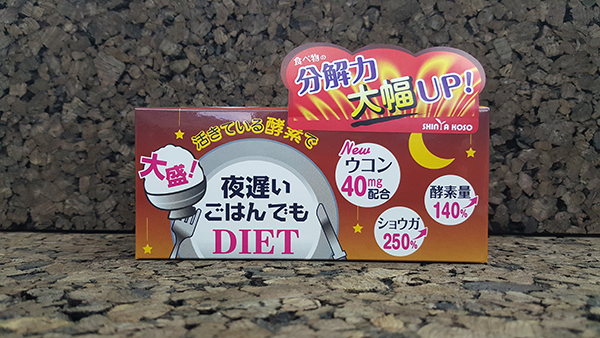 食べ物の
分解力
大幅UP!
SHINYA KOSO
活きている酵素で
大盛!
夜遅い
ごはんでも
DIET
New
ウコン
40mg
配合
ショウガ
250%
酵素量
140%